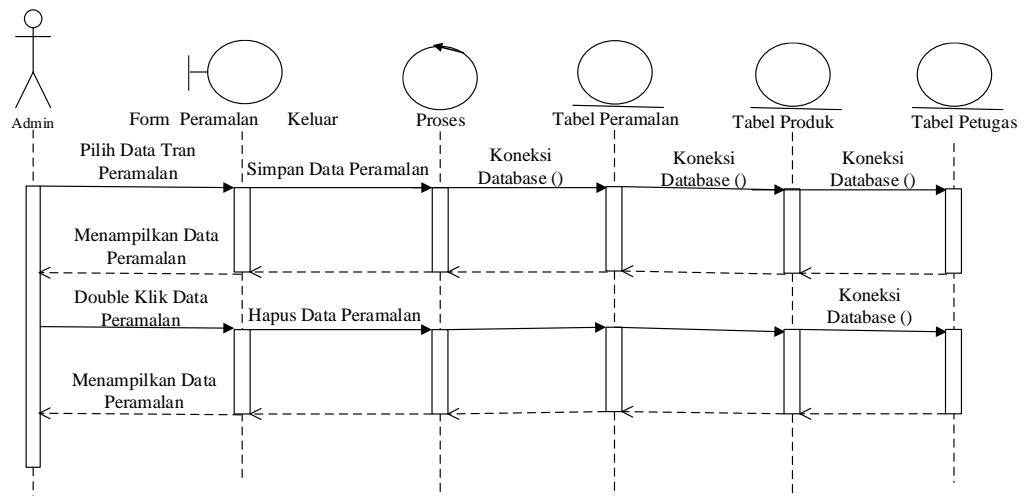 Admin
Form Peramalan Keluar
Proses
Tabel Peramalan
Tabel Produk
Tabel Petugas
Pilih Data Tran
Peramalan
Simpan Data Peramalan
Koneksi
Database ()
Koneksi
Database ()
Koneksi
Database ()
Menampilkan Data
Peramalan
Double Klik Data
Peramalan
Hapus Data Peramalan
Koneksi
Database ()
Menampilkan Data
Peramalan